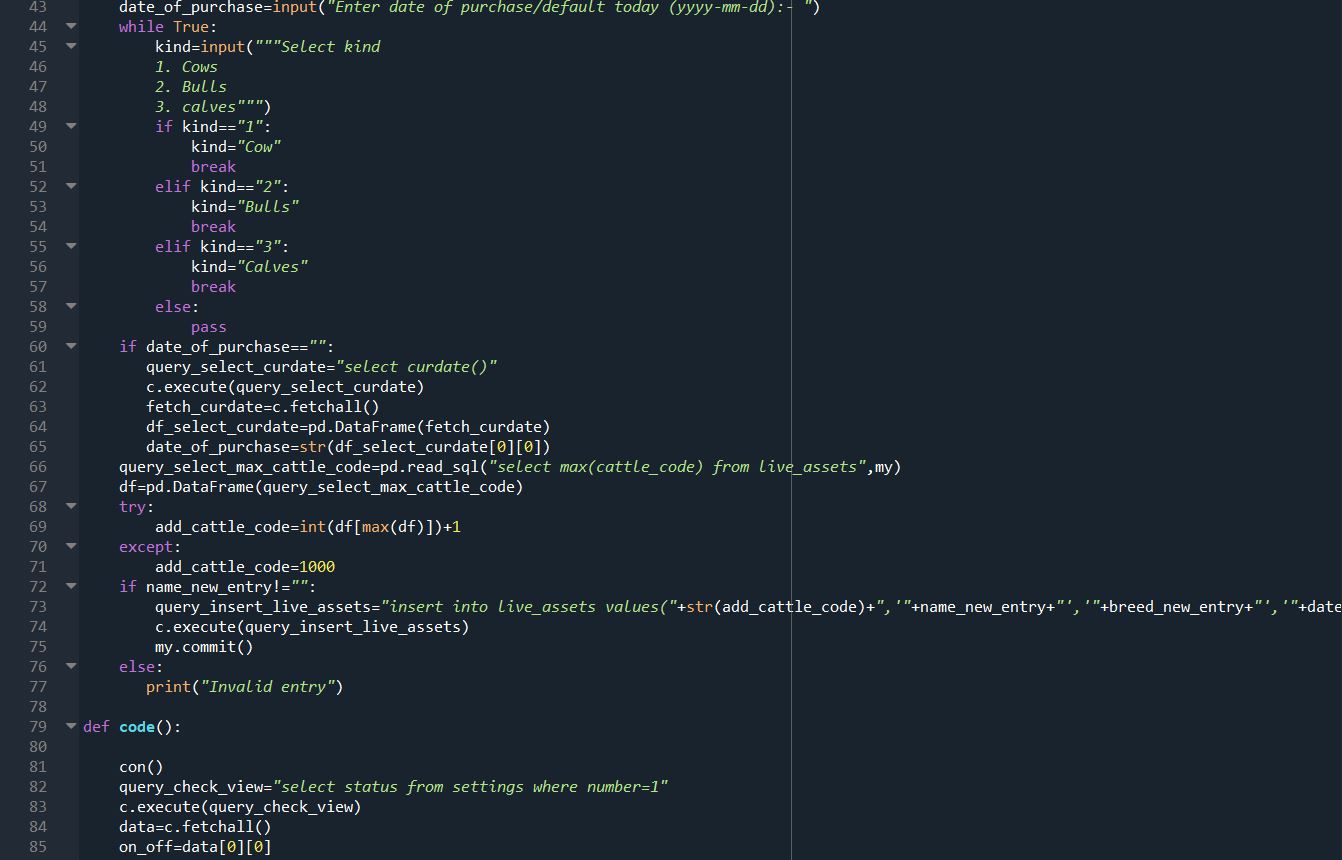 43 date_of_purchase=input("Enter date of purchase/default today (yyyy-mm-dd):- ")
44 while True:
45 kind=input("""Select kind
46 1. Cows
47 2. Bulls
48 3. calves""")
49 if kind=="1":
50 kind="Cow"
51 break
52 elif kind=="2":
53 kind="Bulls"
54 break
55 elif kind=="3":
56 kind="Calves"
57 break
58 else:
59 pass
60 if date_of_purchase=="":
61 query_select_curdate="select curdate()"
62 c.execute(query_select_curdate)
63 fetch_curdate=c.fetchall()
64 df_select_curdate=pd.DataFrame(fetch_curdate)
65 date_of_purchase=str(df_select_curdate[0][0])
66 query_select_max_cattle_code=pd.read_sql("select max(cattle_code) from live_assets",my)
67 df=pd.DataFrame(query_select_max_cattle_code)
68 try:
69 add_cattle_code=int(df[max(df)])+1
70 except:
71 add_cattle_code=1000
72 if name_new_entry!="":
73 query_insert_live_assets="insert into live_assets values("+str(add_cattle_code)+",'"+name_new_entry+"','"+breed_new_entry+"','"+date
74 c.execute(query_insert_live_assets)
75 my.commit()
76 else:
77 print("Invalid entry")
78
79 def code():
80
81 con()
82 query_check_view="select status from settings where number=1"
83 c.execute(query_check_view)
84 data=c.fetchall()
85 on_off=data[0][0]